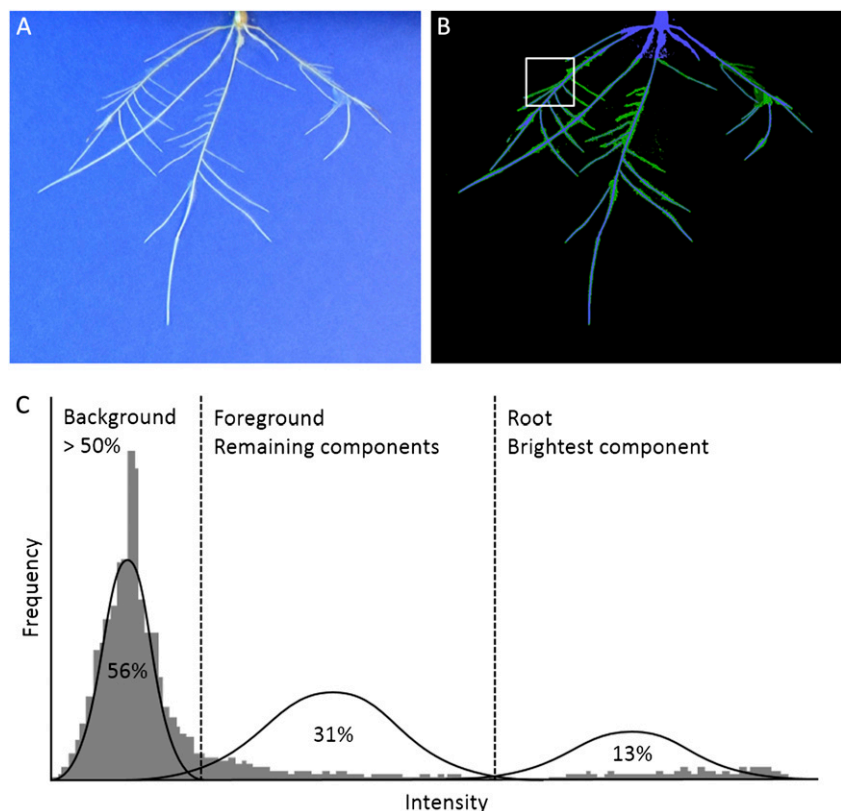 A
B
C
Background
> 50%
Foreground
Remaining components
Root
Brightest component
Frequency
56%
31%
13%
Intensity